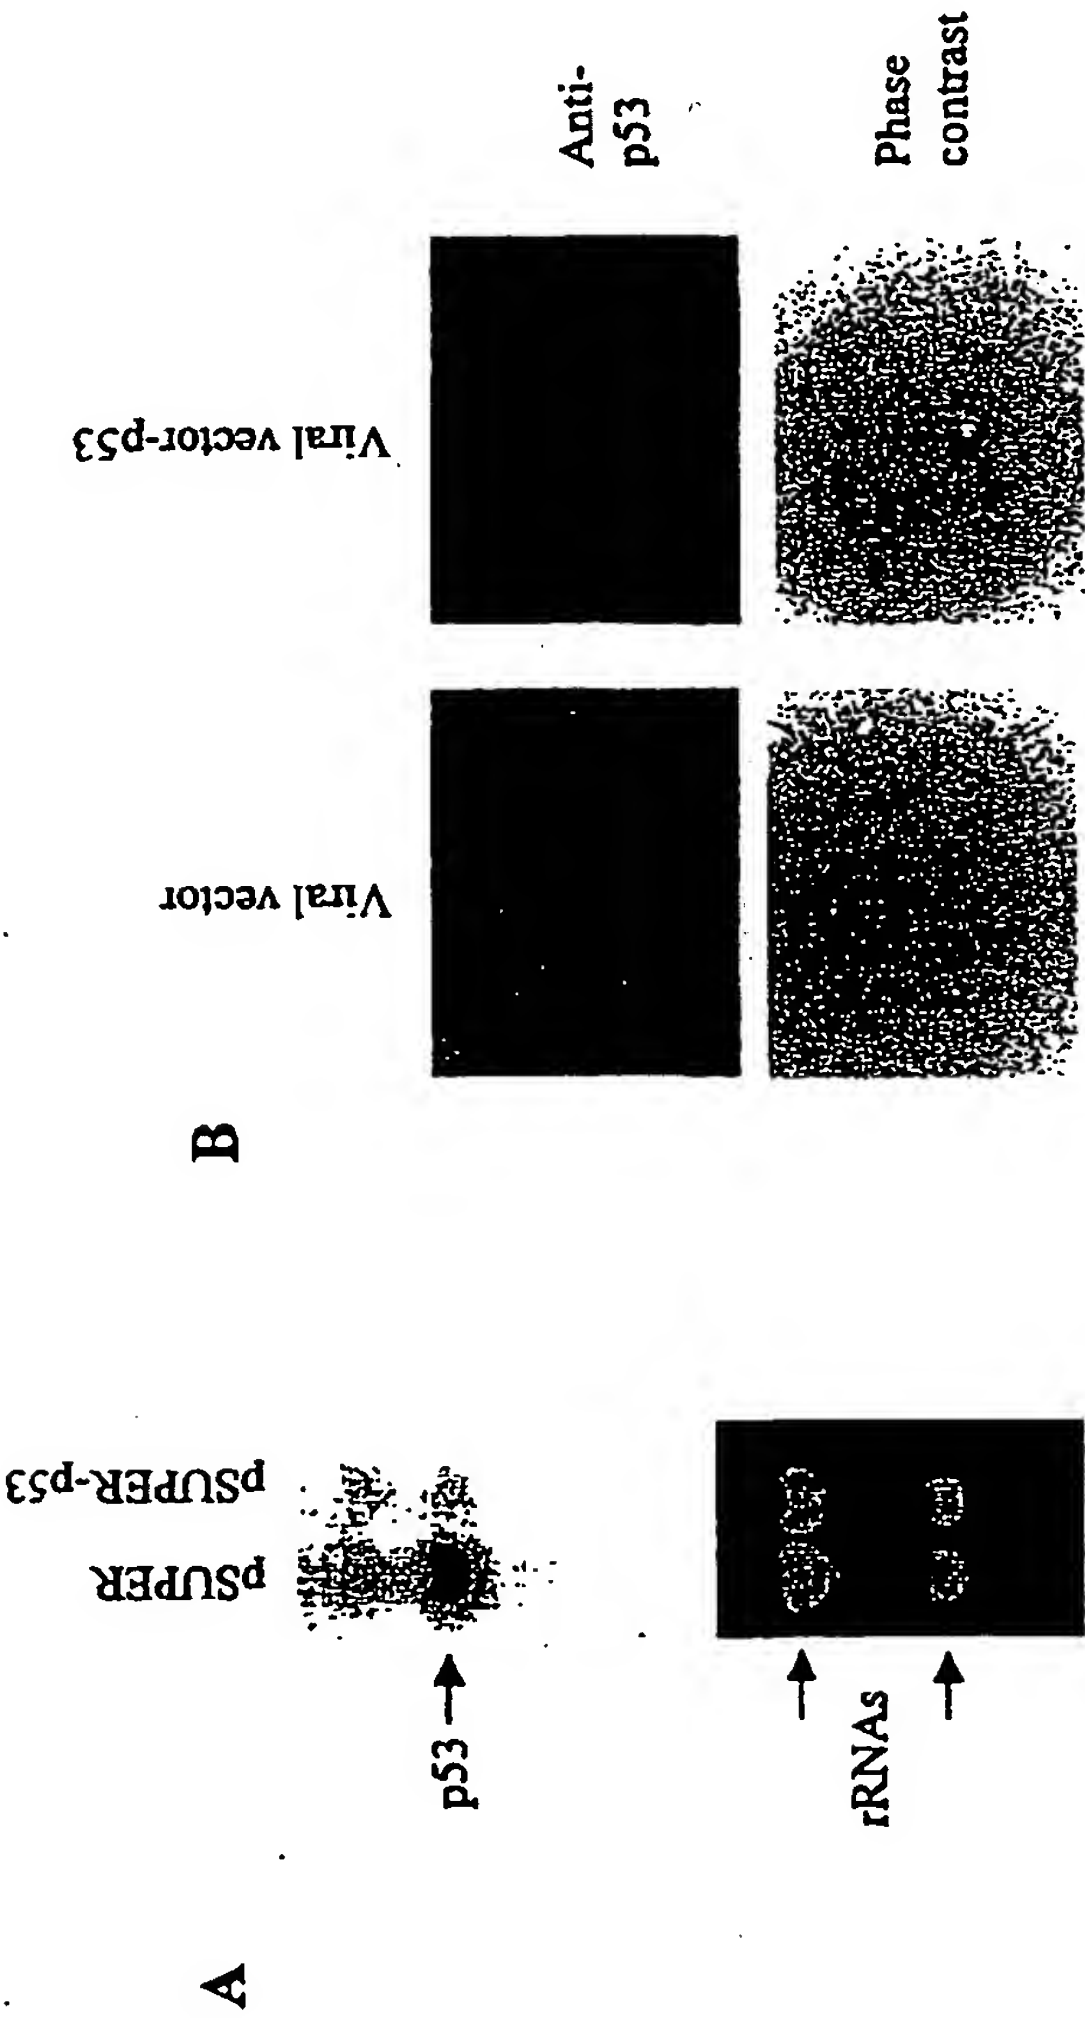 A
pSUPER
pSUPER-p53
p53
rRNAs
B
Viral vector
Viral vector-p53
Anti-
p53
Phase
contrast